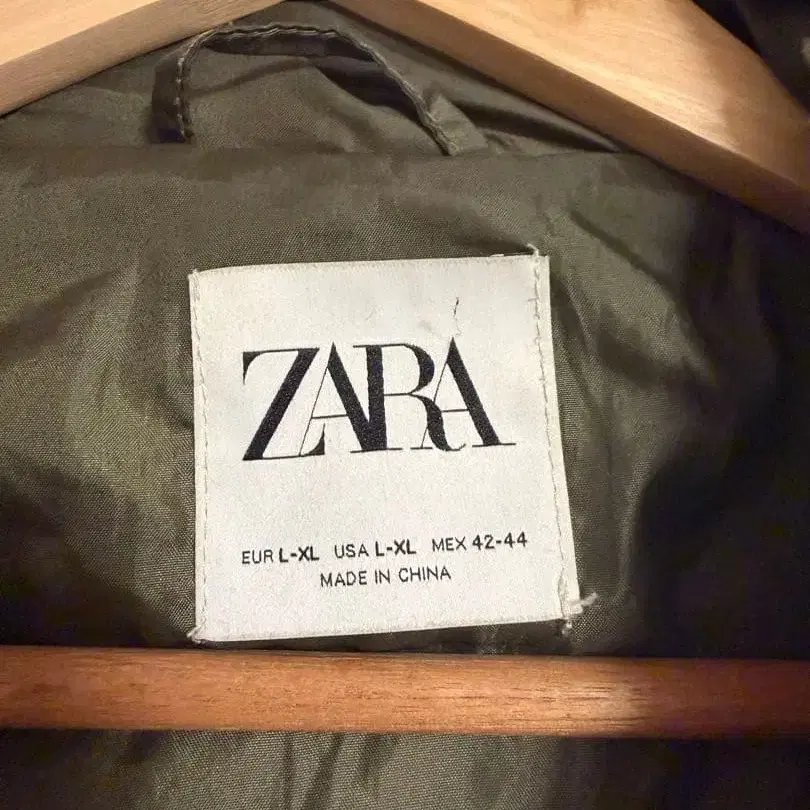 ZARA
EUR L-XL USA L-XL MEX 42-44
MADE IN CHINA